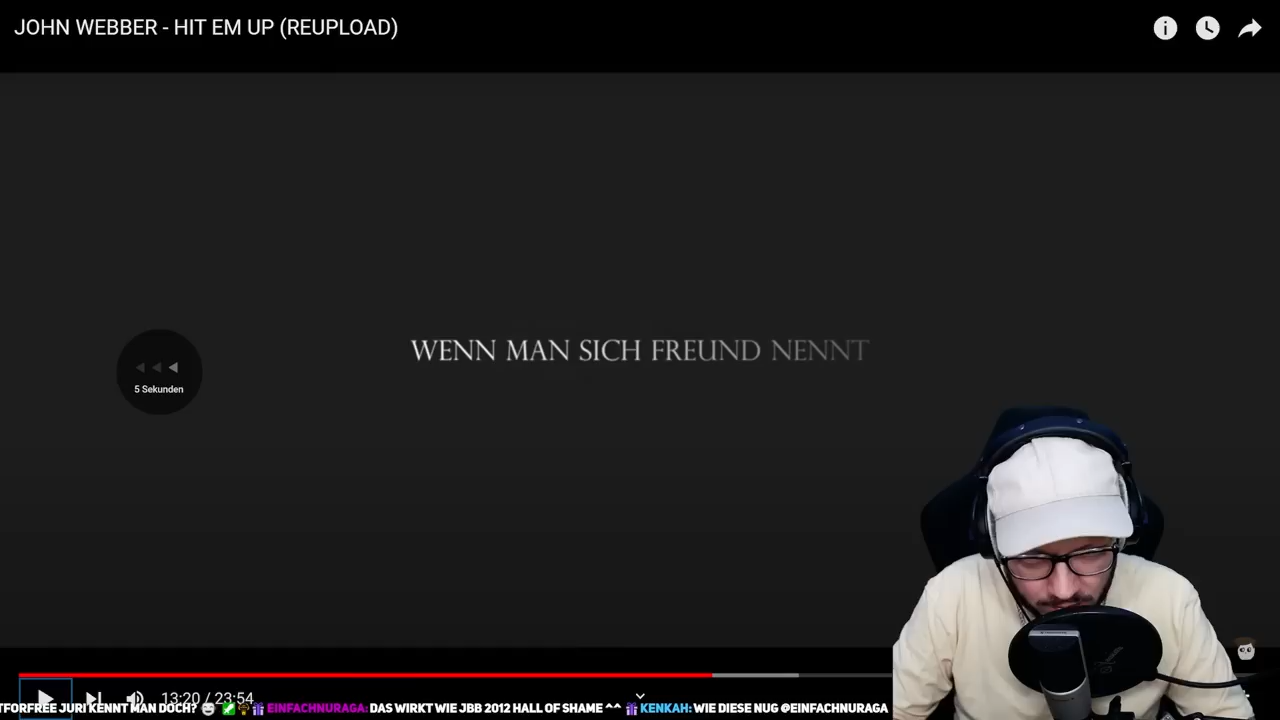 JOHN WEBBER - HIT EM UP (REUPLOAD)
WENN MAN SICH FREUND NENNT
5 Sekunden
13:20 / 23:54
TFORFREE JURI KENNT MAN DOCH? EINFACHNURAGA: DAS WIRKT WIE JBB 2012 HALL OF SHAME ^^ KENKAH: WIE DIESE NUG @EINFACHNURAGA